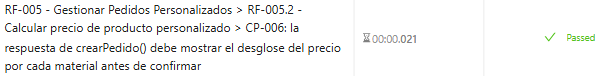 RF-005 - Gestionar Pedidos Personalizados > RF-005.2 -
Calcular precio de producto personalizado > CP-006: la
respuesta de crearPedido() debe mostrar el desglose del precio
por cada material antes de confirmar
00:00.021
Passed